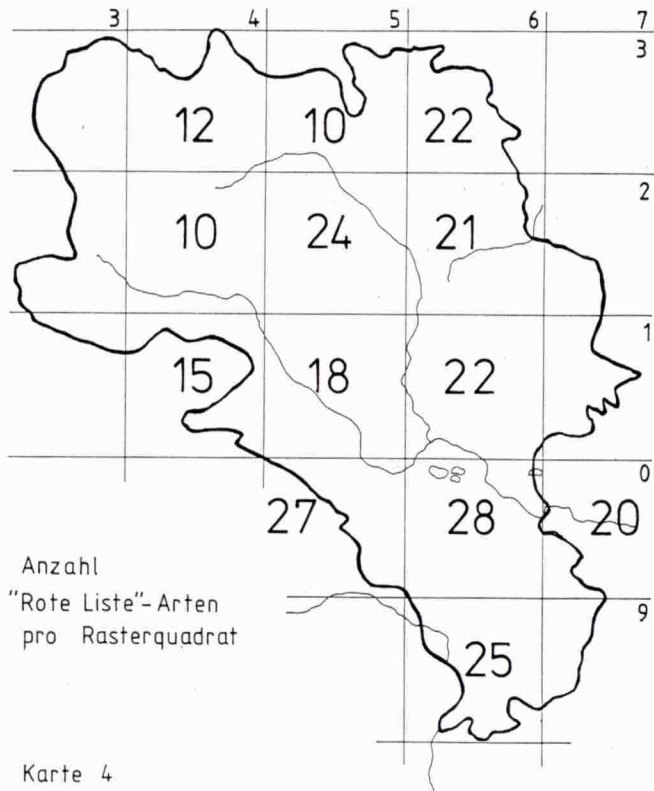 3 4 5 6 7
3
12 10 22
2
10 24 21
1
15 18 22
0
27 28 20
Anzahl
"Rote Liste"-Arten
pro Rasterquadrat
9
25
Karte 4